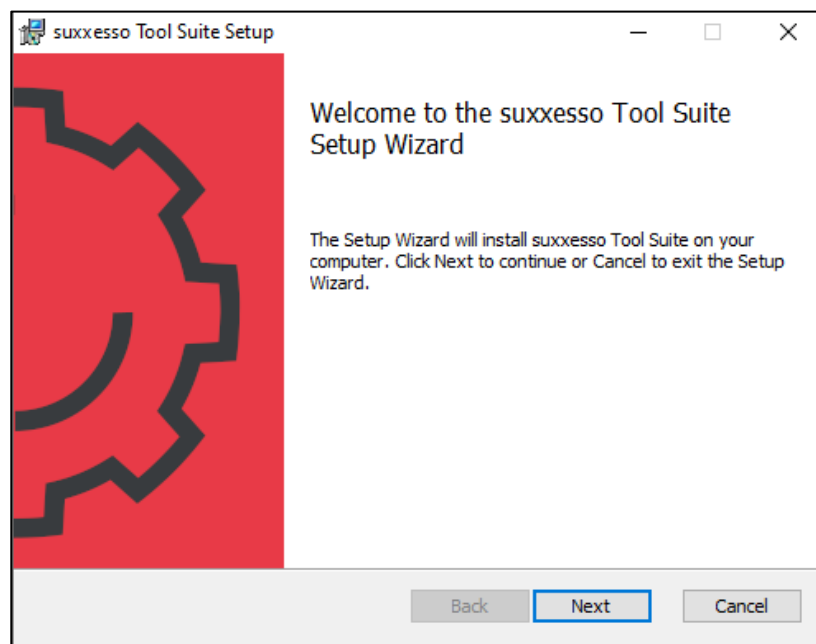 suxxesso Tool Suite Setup
Welcome to the suxxesso Tool Suite
Setup Wizard
The Setup Wizard will install suxxesso Tool Suite on your
computer. Click Next to continue or Cancel to exit the Setup
Wizard.
Back Next Cancel